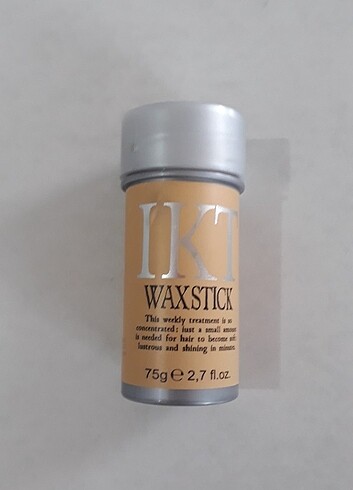 IKT
WAXSTICK
This weekly treatment is so
concentrated: iust a small amount
is needed for hair to become soft,
lustrous and shining in minutes.
75g ℮ 2,7 fl.oz.